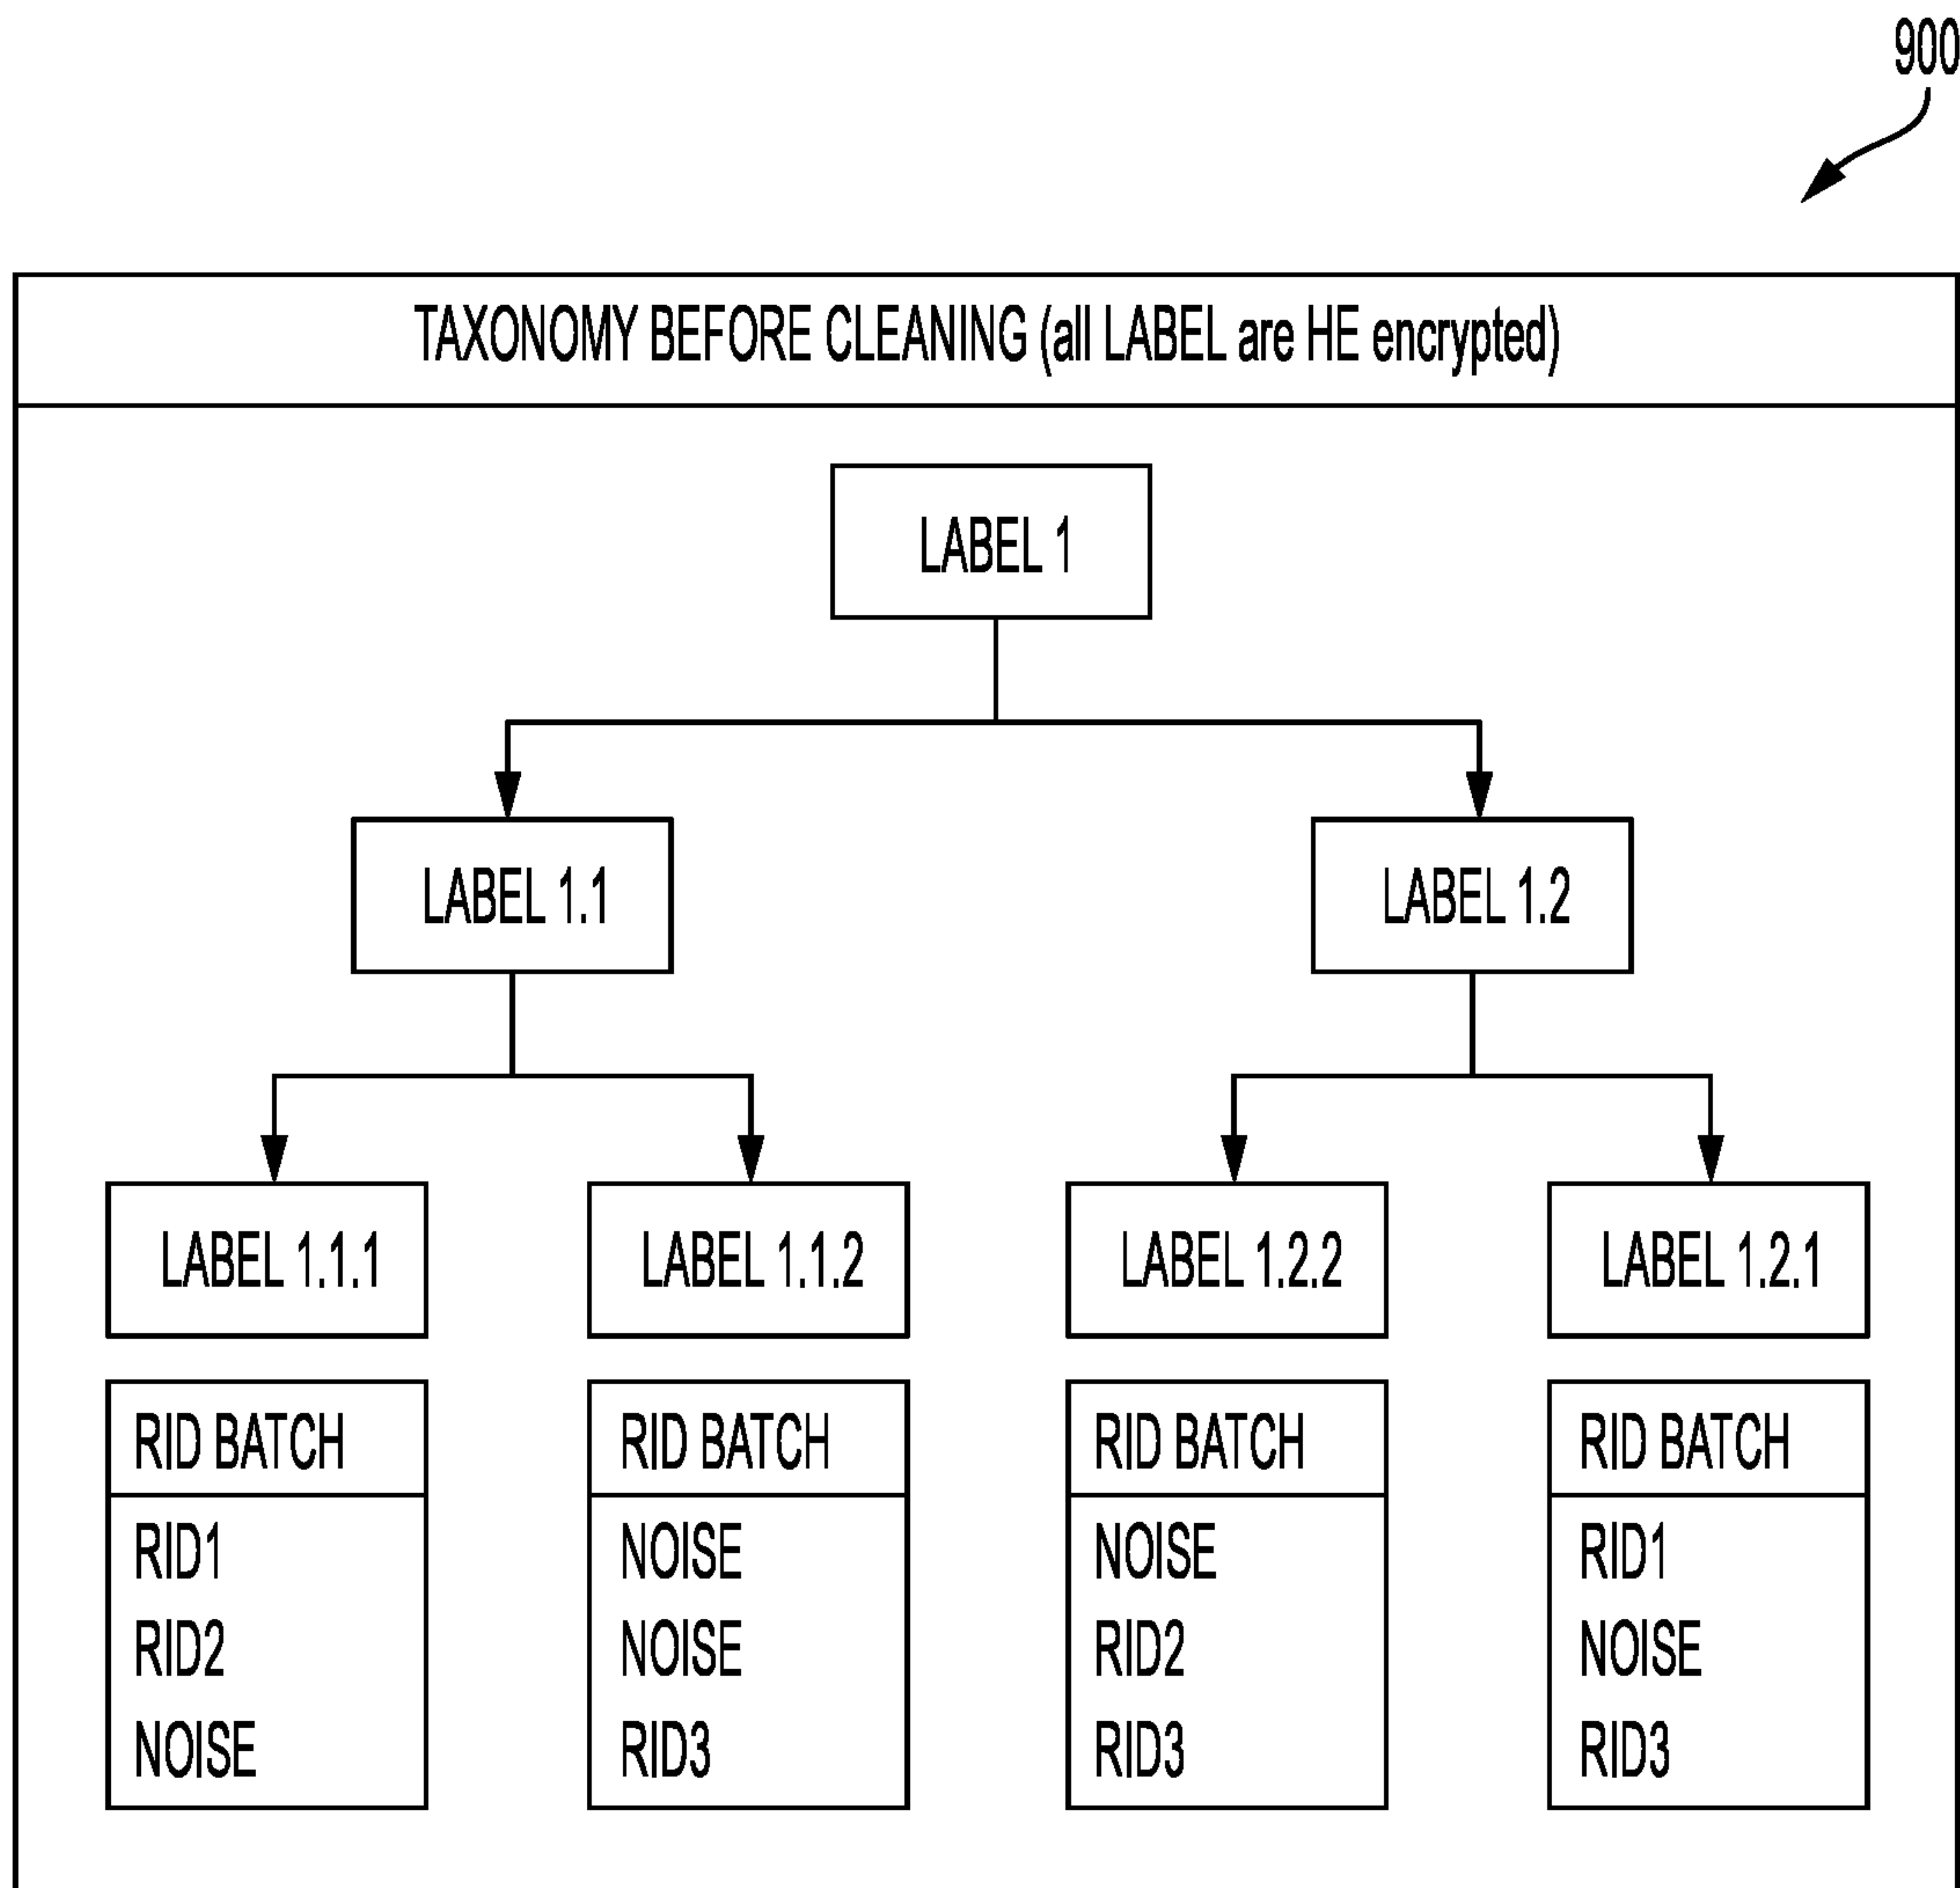 900
TAXONOMY BEFORE CLEANING (all LABEL are HE encrypted)
LABEL 1
LABEL 1.1
LABEL 1.2
LABEL 1.1.1
LABEL 1.1.2
LABEL 1.2.2
LABEL 1.2.1
RID BATCH
RID1
RID2
NOISE
RID BATCH
NOISE
NOISE
RID3
RID BATCH
NOISE
RID2
RID3
RID BATCH
RID1
NOISE
RID3